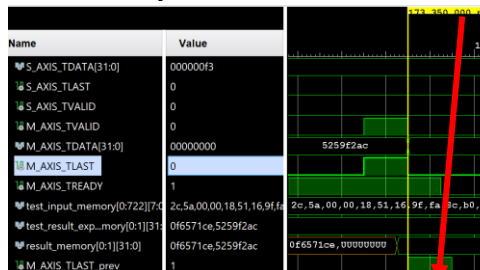 173,350.000
Name Value
S_AXIS_TDATA[31:0] 000000f3
S_AXIS_TLAST 0
S_AXIS_TVALID 0
M_AXIS_TVALID 0
M_AXIS_TDATA[31:0] 00000000 5259f2ac
M_AXIS_TLAST 0
M_AXIS_TREADY 1
test_input_memory[0:722][7:0 2c,5a,00,00,18,51,16,9f,fa 2c,5a,00,00,18,51,16,9f,fa,8c,b0,
test_result_exp...mory[0:1][31: 0f6571ce,5259f2ac
result_memory[0:1][31:0] 0f6571ce,5259f2ac 0f6571ce,00000000
M_AXIS_TLAST_prev 1